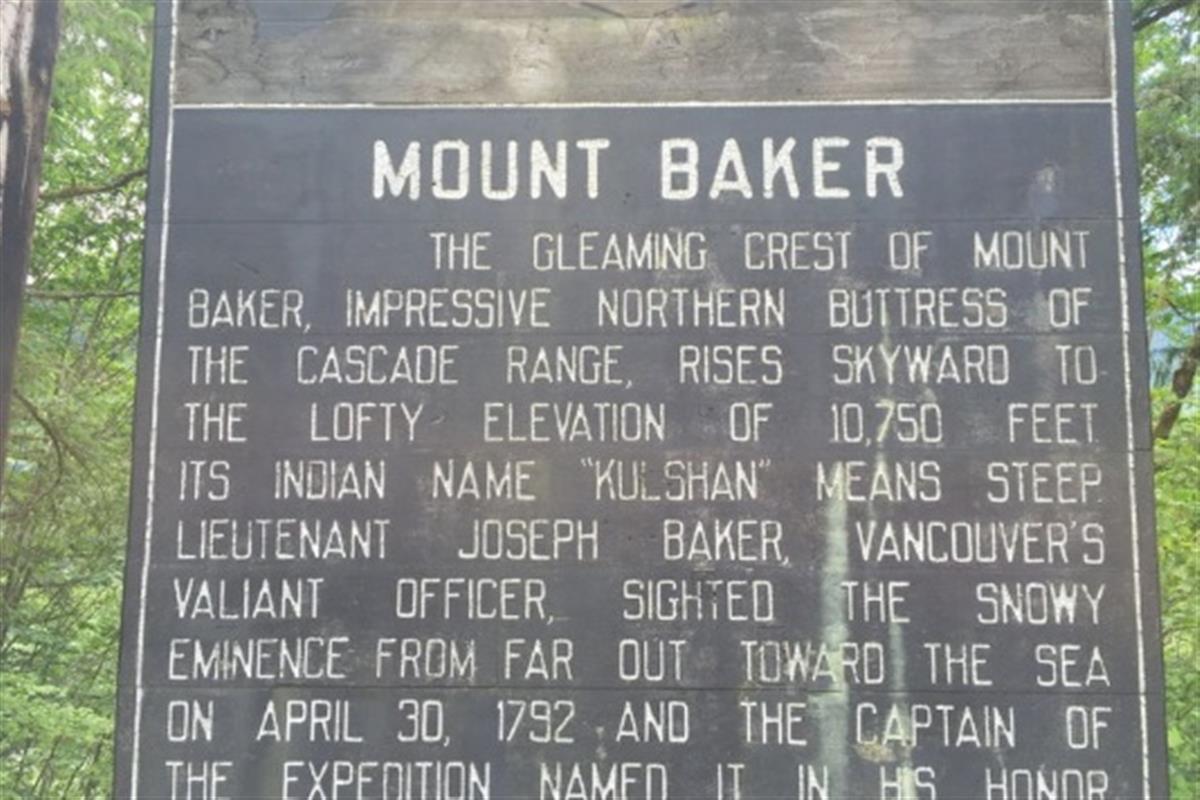 MOUNT BAKER
THE GLEAMING CREST OF MOUNT
BAKER, IMPRESSIVE NORTHERN BUTTRESS OF
THE CASCADE RANGE, RISES SKYWARD TO
THE LOFTY ELEVATION OF 10,750 FEET.
ITS INDIAN NAME "KULSHAN" MEANS STEEP.
LIEUTENANT JOSEPH BAKER, VANCOUVER'S
VALIANT OFFICER, SIGHTED THE SNOWY
EMINENCE FROM FAR OUT TOWARD THE SEA
ON APRIL 30, 1792 AND THE CAPTAIN OF
THE EXPEDITION NAMED IT IN HIS HONOR